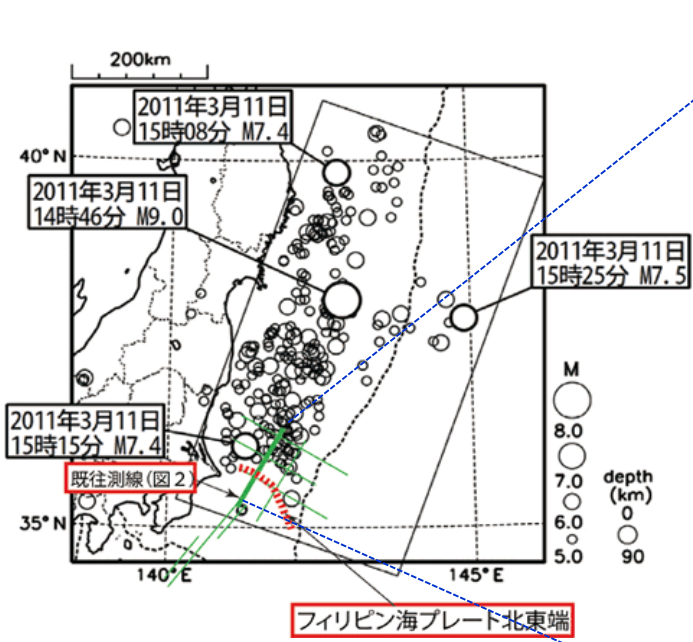 200km
2011年3月11日
15時08分 M7.4
40°N
2011年3月11日
14時46分 M9.0
2011年3月11日
15時25分 M7.5
M
8.0
7.0
6.0
5.0
depth
(km)
0
90
2011年3月11日
15時15分 M7.4
既往測線(図2)
35°N
140°E
145°E
フィリピン海プレート北東端